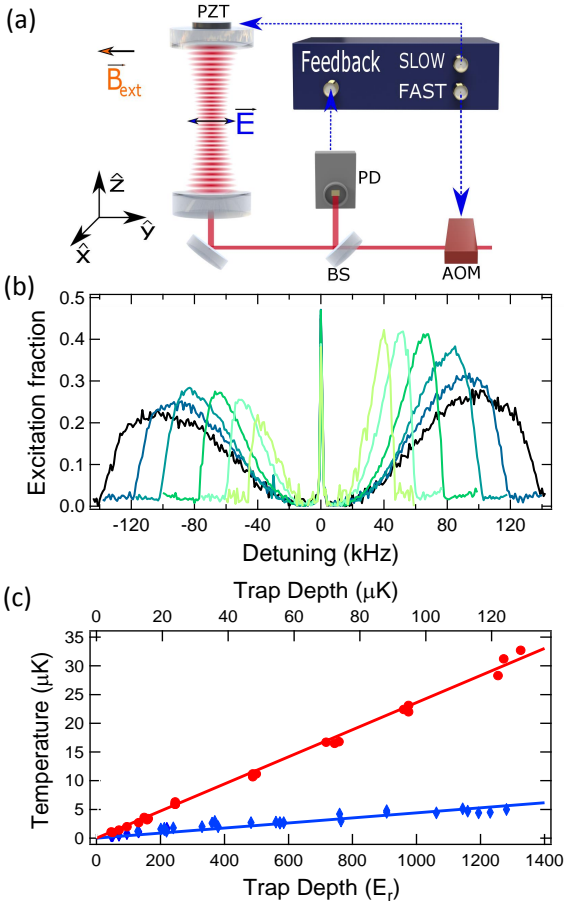 (a)
PZT
B⃗ext
E⃗
Feedback
SLOW
FAST
PD
ẑ
ŷ
x̂
BS
AOM
(b)
Excitation fraction
0.5
0.4
0.3
0.2
0.1
0.0
-120 -80 -40 0 40 80 120
Detuning (kHz)
(c)
Trap Depth (μK)
0 20 40 60 80 100 120
Temperature (μK)
35
30
25
20
15
10
5
0
0 200 400 600 800 1000 1200 1400
Trap Depth (Er)